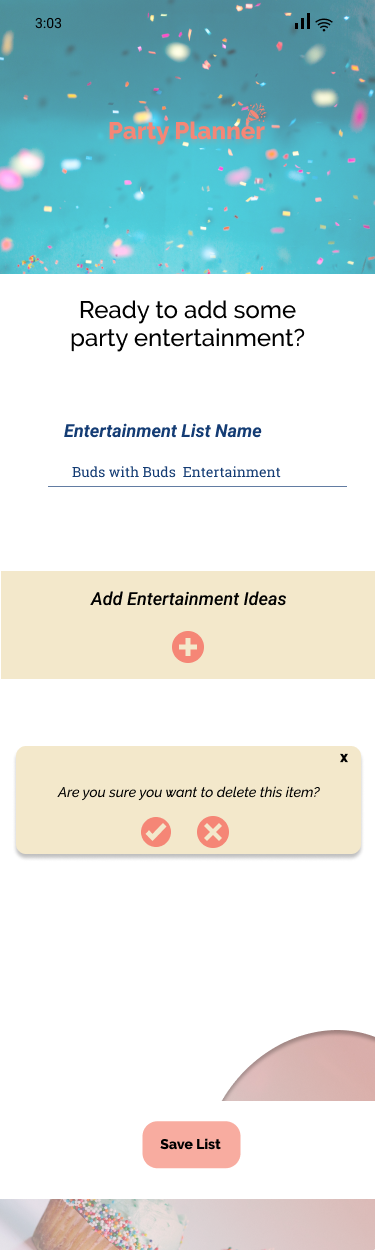 3:03
Party Planner
Ready to add some
party entertainment?
Entertainment List Name
Buds with Buds Entertainment
Add Entertainment Ideas
x
Are you sure you want to delete this item?
Save List